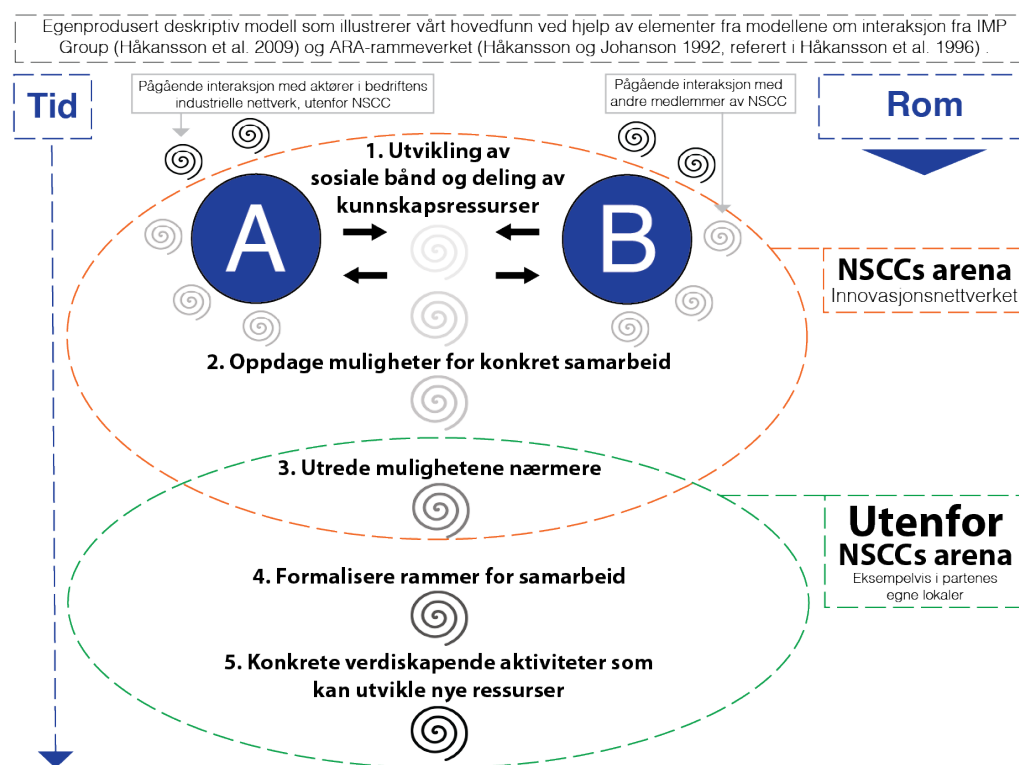 Egenprodusert deskriptiv modell som illustrerer vårt hovedfunn ved hjelp av elementer fra modellene om interaksjon fra IMP
Group (Håkansson et al. 2009) og ARA-rammeverket (Håkansson og Johanson 1992, referert i Håkansson et al. 1996) .
Tid
Pågående interaksjon med aktører i bedriftens
industrielle nettverk, utenfor NSCC
Pågående interaksjon med
andre medlemmer av NSCC
Rom
1. Utvikling av
sosiale bånd og deling av
kunnskapsressurser
A
B
NSCCs arena
Innovasjonsnettverket
2. Oppdage muligheter for konkret samarbeid
3. Utrede mulighetene nærmere
Utenfor
NSCCs arena
Eksempelvis i partenes
egne lokaler
4. Formalisere rammer for samarbeid
5. Konkrete verdiskapende aktiviteter som
kan utvikle nye ressurser